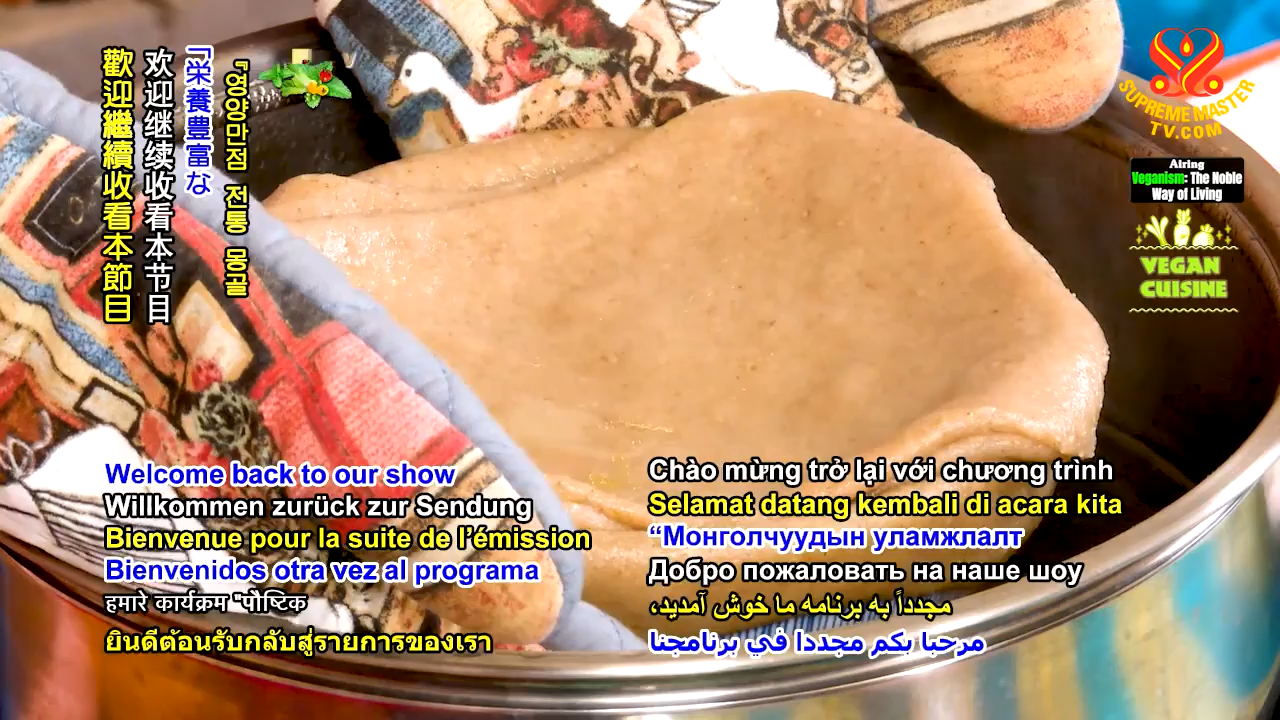 歡迎繼續收看本節目
欢迎继续收看本节目
『栄養豊富な
『영양만점 전통 몽골
SUPREME MASTER
TV.COM
Airing
Veganism: The Noble
Way of Living
VEGAN
CUISINE
Welcome back to our show
Willkommen zurück zur Sendung
Bienvenue pour la suite de l’émission
Bienvenidos otra vez al programa
हमारे कार्यक्रम "पौष्टिक
ยินดีต้อนรับกลับสู่รายการของเรา
Chào mừng trở lại với chương trình
Selamat datang kembali di acara kita
“Монголчуудын уламжлалт
Добро пожаловать на наше шоу
مجدداً به برنامه ما خوش آمدید،
مرحبا بكم مجددا في برنامجنا